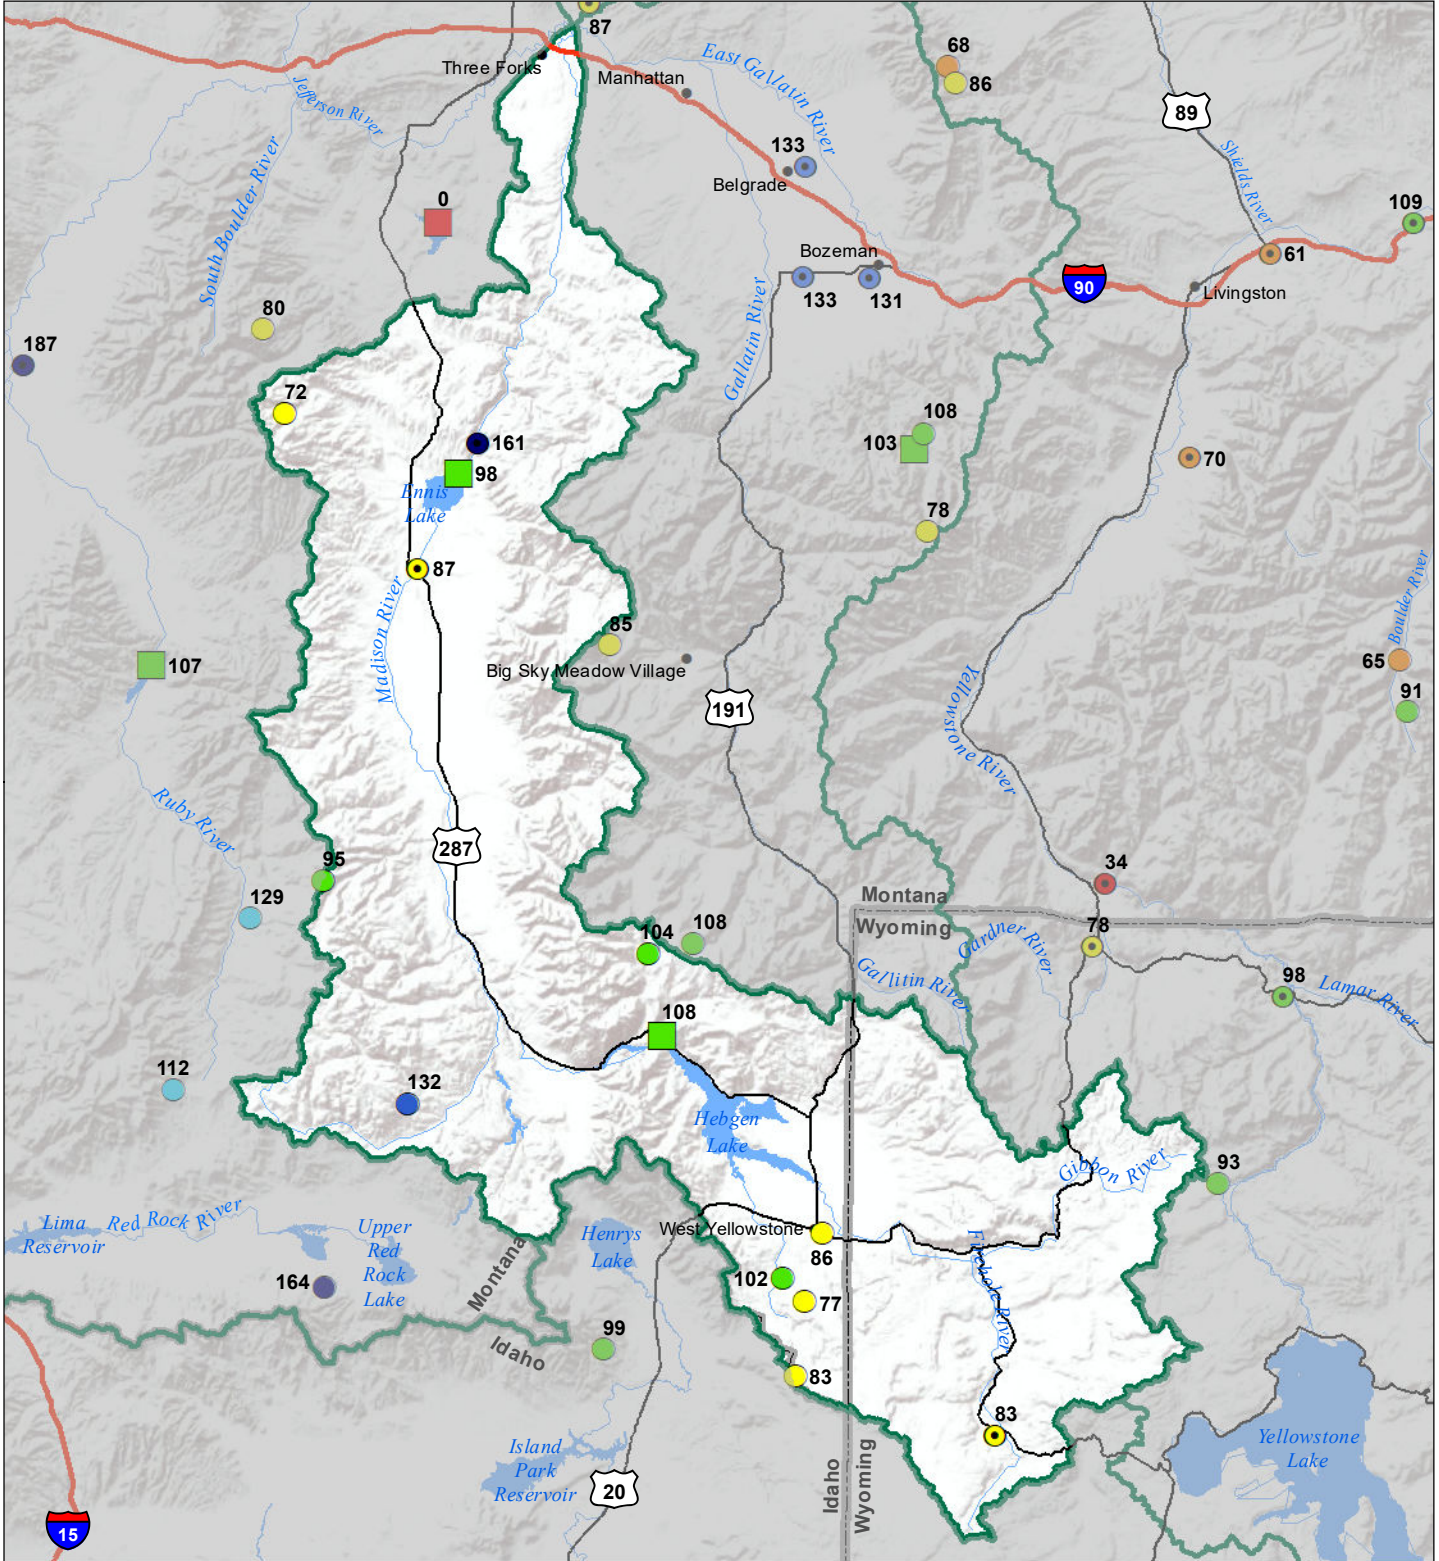 87
68
86
Three Forks
Manhattan
East Gallatin River
Jefferson River
89
133
Belgrade
Shields River
South Boulder River
0
109
Bozeman
61
133
131
90
Livingston
80
Gallatin River
187
72
161
98
Ennis
Lake
108
103
70
78
87
Madison River
85
Big Sky Meadow Village
Boulder River
65
91
107
191
Yellowstone River
Ruby River
287
95
129
34
Montana
Wyoming
104
108
78
Gardner River
Gallitin River
98
Lamar River
108
112
132
Hebgen
Lake
Gibbon River
93
Lima
Reservoir
Red Rock River
Upper
Red
Rock
Lake
Henrys
Lake
West Yellowstone
86
Firehole River
Montana
Idaho
164
102
77
99
83
83
Island
Park
Reservoir
20
Idaho
Wyoming
Yellowstone
Lake
15